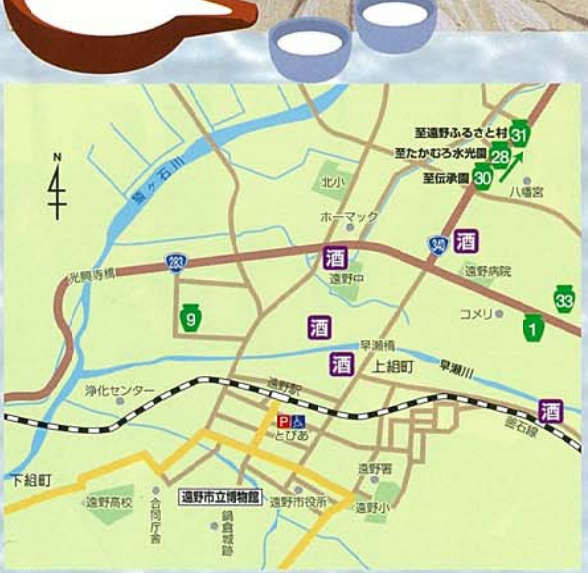 至遠野ふるさと村 31
至たかむろ水光園 28
至伝承園 30
八幡宮
N
猿ヶ石川
北小
ホーマック
340
酒
283
酒
遠野中
遠野病院
光興寺橋
9
コメリ
33
1
酒
早瀬橋
酒
上組町
早瀬川
浄化センター
遠野駅
釜石線
酒
P
とぴあ
下組町
遠野署
遠野高校
合同庁舎
遠野市立博物館
鍋倉城跡
遠野市役所
遠野小